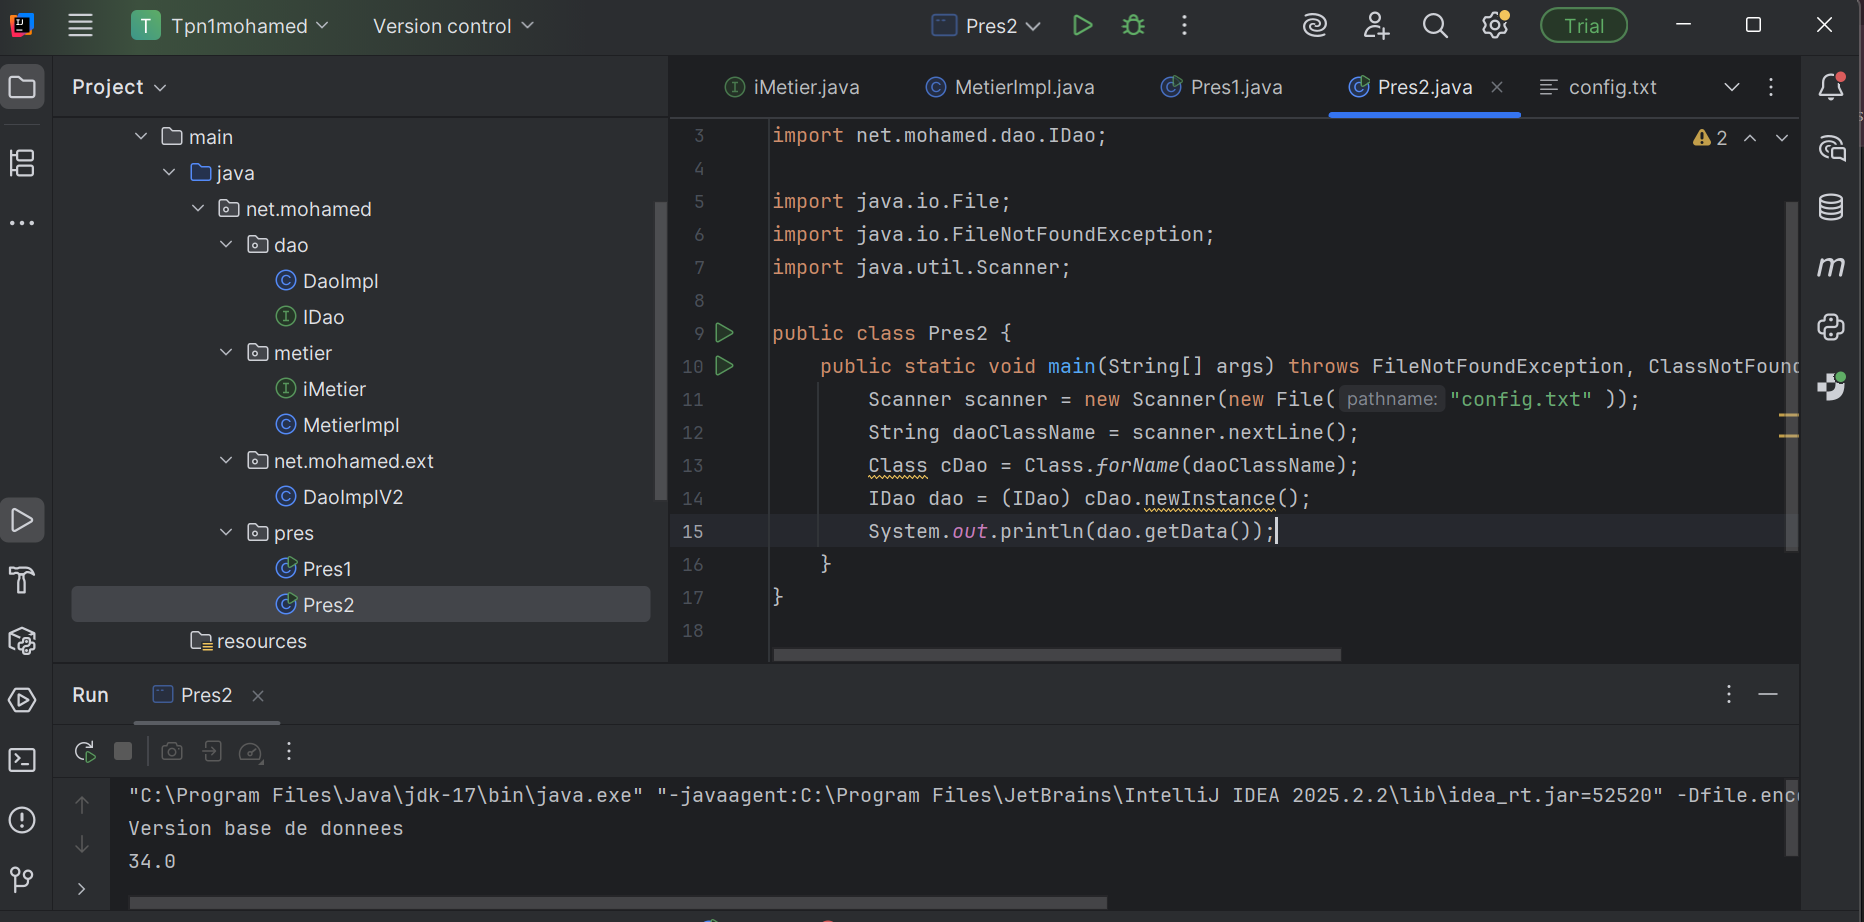 T Tpn1mohamed Version control Pres2 Trial
Project
iMetier.java MetierImpl.java Pres1.java Pres2.java config.txt
main
java
net.mohamed
dao
DaoImpl
IDao
metier
iMetier
MetierImpl
net.mohamed.ext
DaoImplV2
pres
Pres1
Pres2
resources
2
3 import net.mohamed.dao.IDao;
4
5 import java.io.File;
6 import java.io.FileNotFoundException;
7 import java.util.Scanner;
8
9 public class Pres2 {
10 public static void main(String[] args) throws FileNotFoundException, ClassNotFound
11 Scanner scanner = new Scanner(new File( pathname: "config.txt" ));
12 String daoClassName = scanner.nextLine();
13 Class cDao = Class.forName(daoClassName);
14 IDao dao = (IDao) cDao.newInstance();
15 System.out.println(dao.getData());
16 }
17 }
18
Run Pres2
"C:\Program Files\Java\jdk-17\bin\java.exe" "-javaagent:C:\Program Files\JetBrains\IntelliJ IDEA 2025.2.2\lib\idea_rt.jar=52520" -Dfile.enc
Version base de donnees
34.0